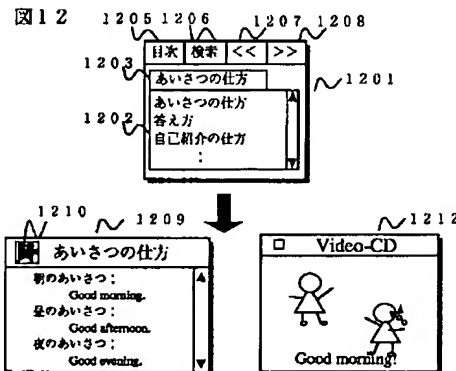 図12
1205 1206 1207 1208
目次 検索 << >>
1203
あいさつの仕方
1201
あいさつの仕方
1202
答え方
自己紹介の仕方
:
1210 1209
あいさつの仕方
朝のあいさつ:
Good morning.
昼のあいさつ:
Good afternoon.
夜のあいさつ:
Good evening.
1212
Video-CD
Good morning!